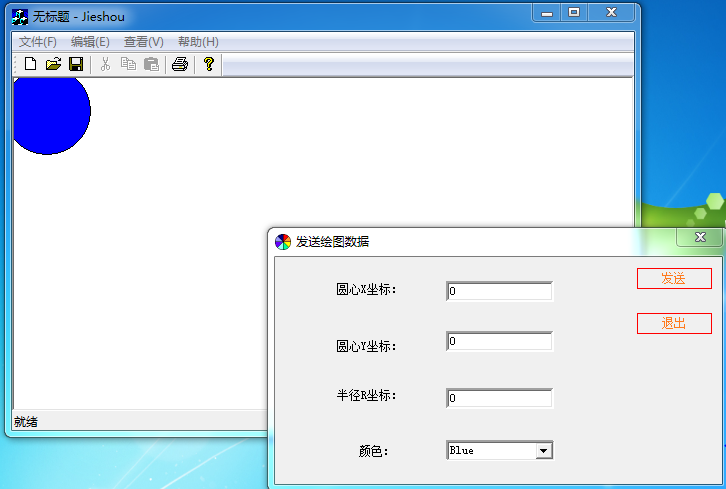 无标题 - Jieshou
文件(F) 编辑(E) 查看(V) 帮助(H)
发送绘图数据
圆心X坐标: 0
发送
退出
圆心Y坐标: 0
半径R坐标: 0
颜色: Blue
就绪